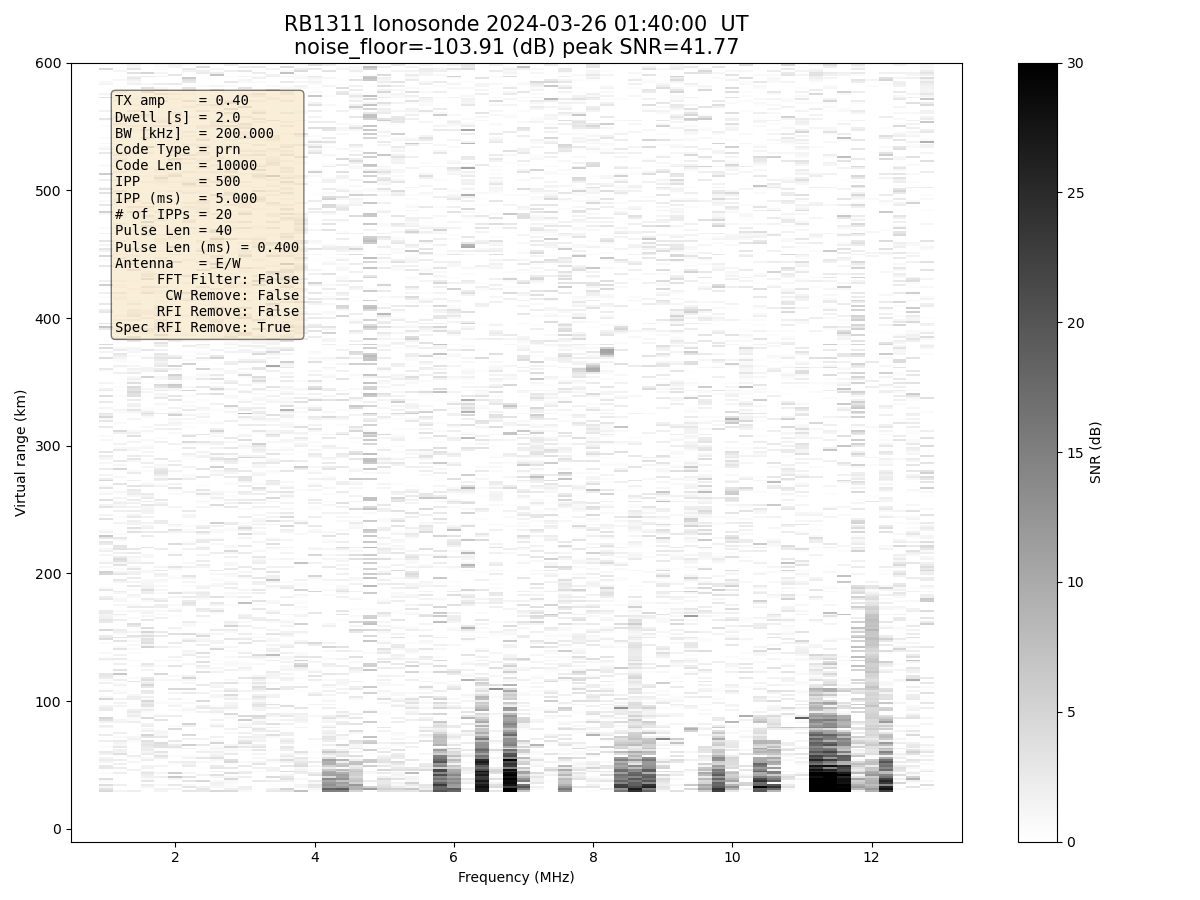 RB1311 Ionosonde 2024-03-26 01:40:00  UT
noise_floor=-103.91 (dB) peak SNR=41.77
TX amp    = 0.40
Dwell [s] = 2.0
BW [kHz]  = 200.000
Code Type = prn
Code Len  = 10000
IPP       = 500
IPP (ms)  = 5.000
# of IPPs = 20
Pulse Len = 40
Pulse Len (ms) = 0.400
Antenna   = E/W
FFT Filter: False
CW Remove: False
RFI Remove: False
Spec RFI Remove: True
600
500
400
300
200
100
0
Virtual range (km)
2
4
6
8
10
12
Frequency (MHz)
30
25
20
15
10
5
0
SNR (dB)